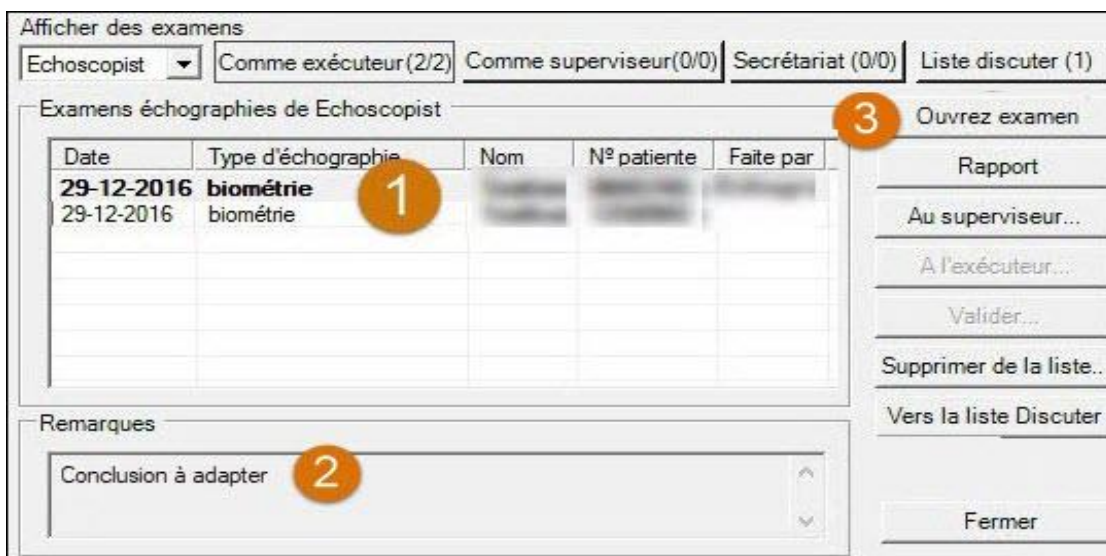 Afficher des examens
Echoscopist Comme exécuteur(2/2) Comme superviseur(0/0) Secrétariat (0/0) Liste discuter (1)
Examens échographies de Echoscopist
3 Ouvrez examen
Date Type d'échographie Nom Nº patiente Faite par
Rapport
29-12-2016 biométrie
1
29-12-2016 biométrie
Au superviseur...
A l'exécuteur...
Valider...
Supprimer de la liste..
Vers la liste Discuter
Remarques
Conclusion à adapter 2
Fermer